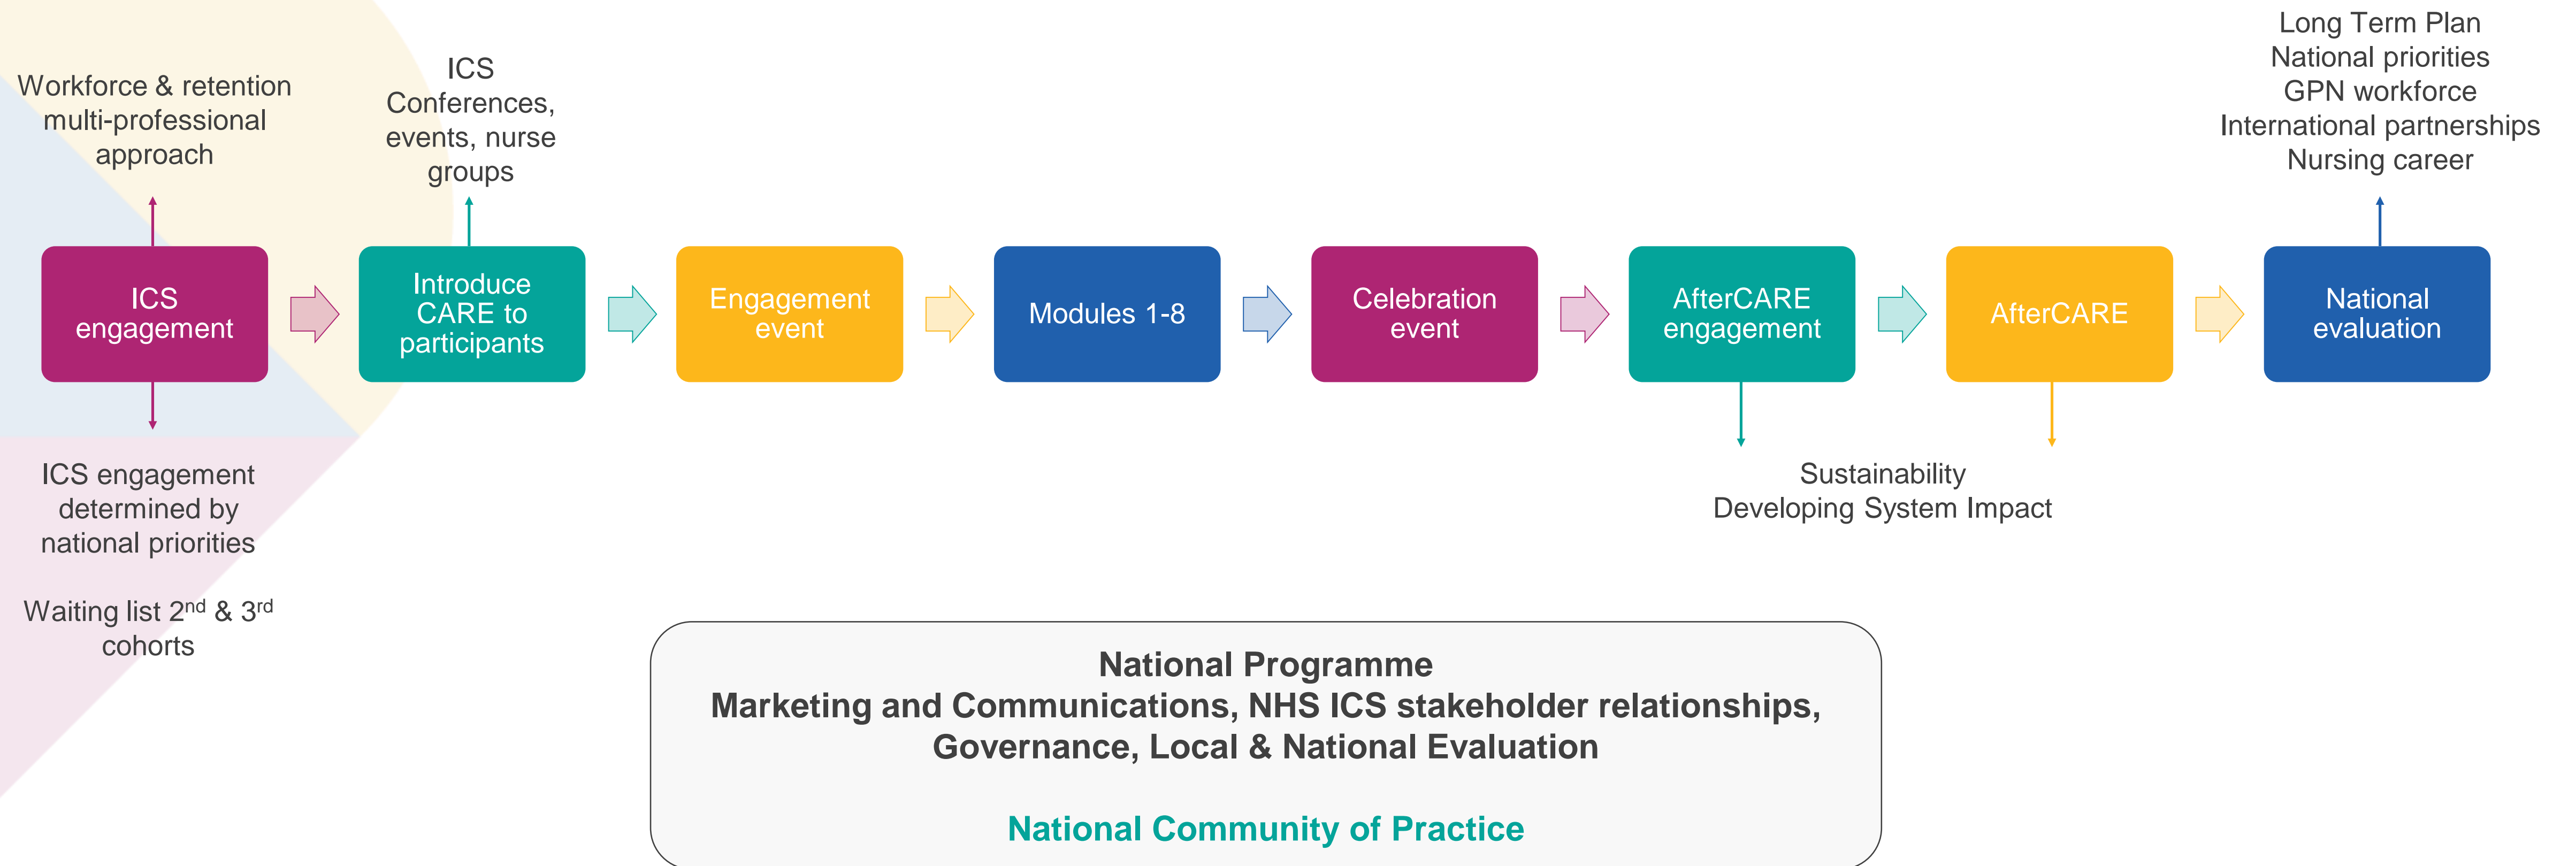 Workforce & retention
multi-professional
approach
ICS
Conferences,
events, nurse
groups
Long Term Plan
National priorities
GPN workforce
International partnerships
Nursing career
ICS
engagement
Introduce
CARE to
participants
Engagement
event
Modules 1-8
Celebration
event
AfterCARE
engagement
AfterCARE
National
evaluation
ICS engagement
determined by
national priorities
Waiting list 2nd & 3rd
cohorts
Sustainability
Developing System Impact
National Programme
Marketing and Communications, NHS ICS stakeholder relationships,
Governance, Local & National Evaluation
National Community of Practice